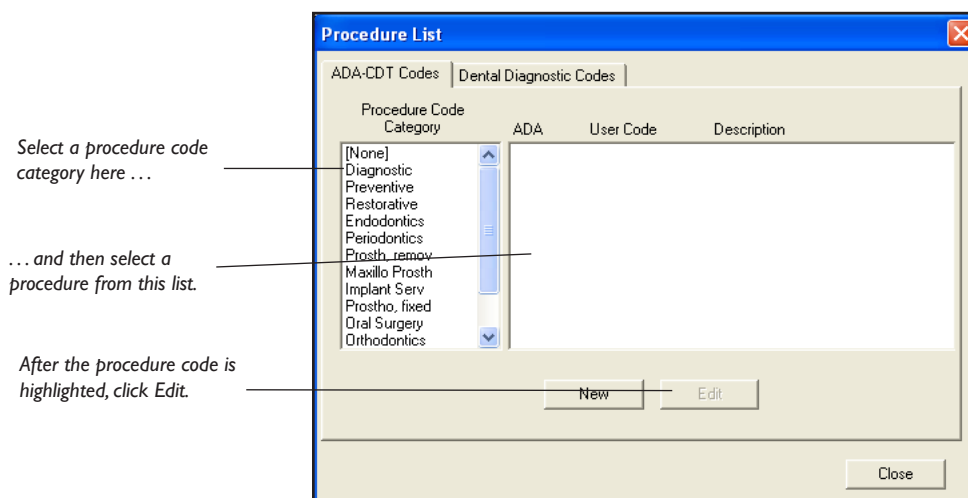 Procedure List
ADA-CDT Codes
Dental Diagnostic Codes
Procedure Code
Category
ADA
User Code
Description
[None]
Diagnostic
Preventive
Restorative
Endodontics
Periodontics
Prosth, remov
Maxillo Prosth
Implant Serv
Prostho, fixed
Oral Surgery
Orthodontics
New
Edit
Close
Select a procedure code
category here . . .
. . . and then select a
procedure from this list.
After the procedure code is
highlighted, click Edit.